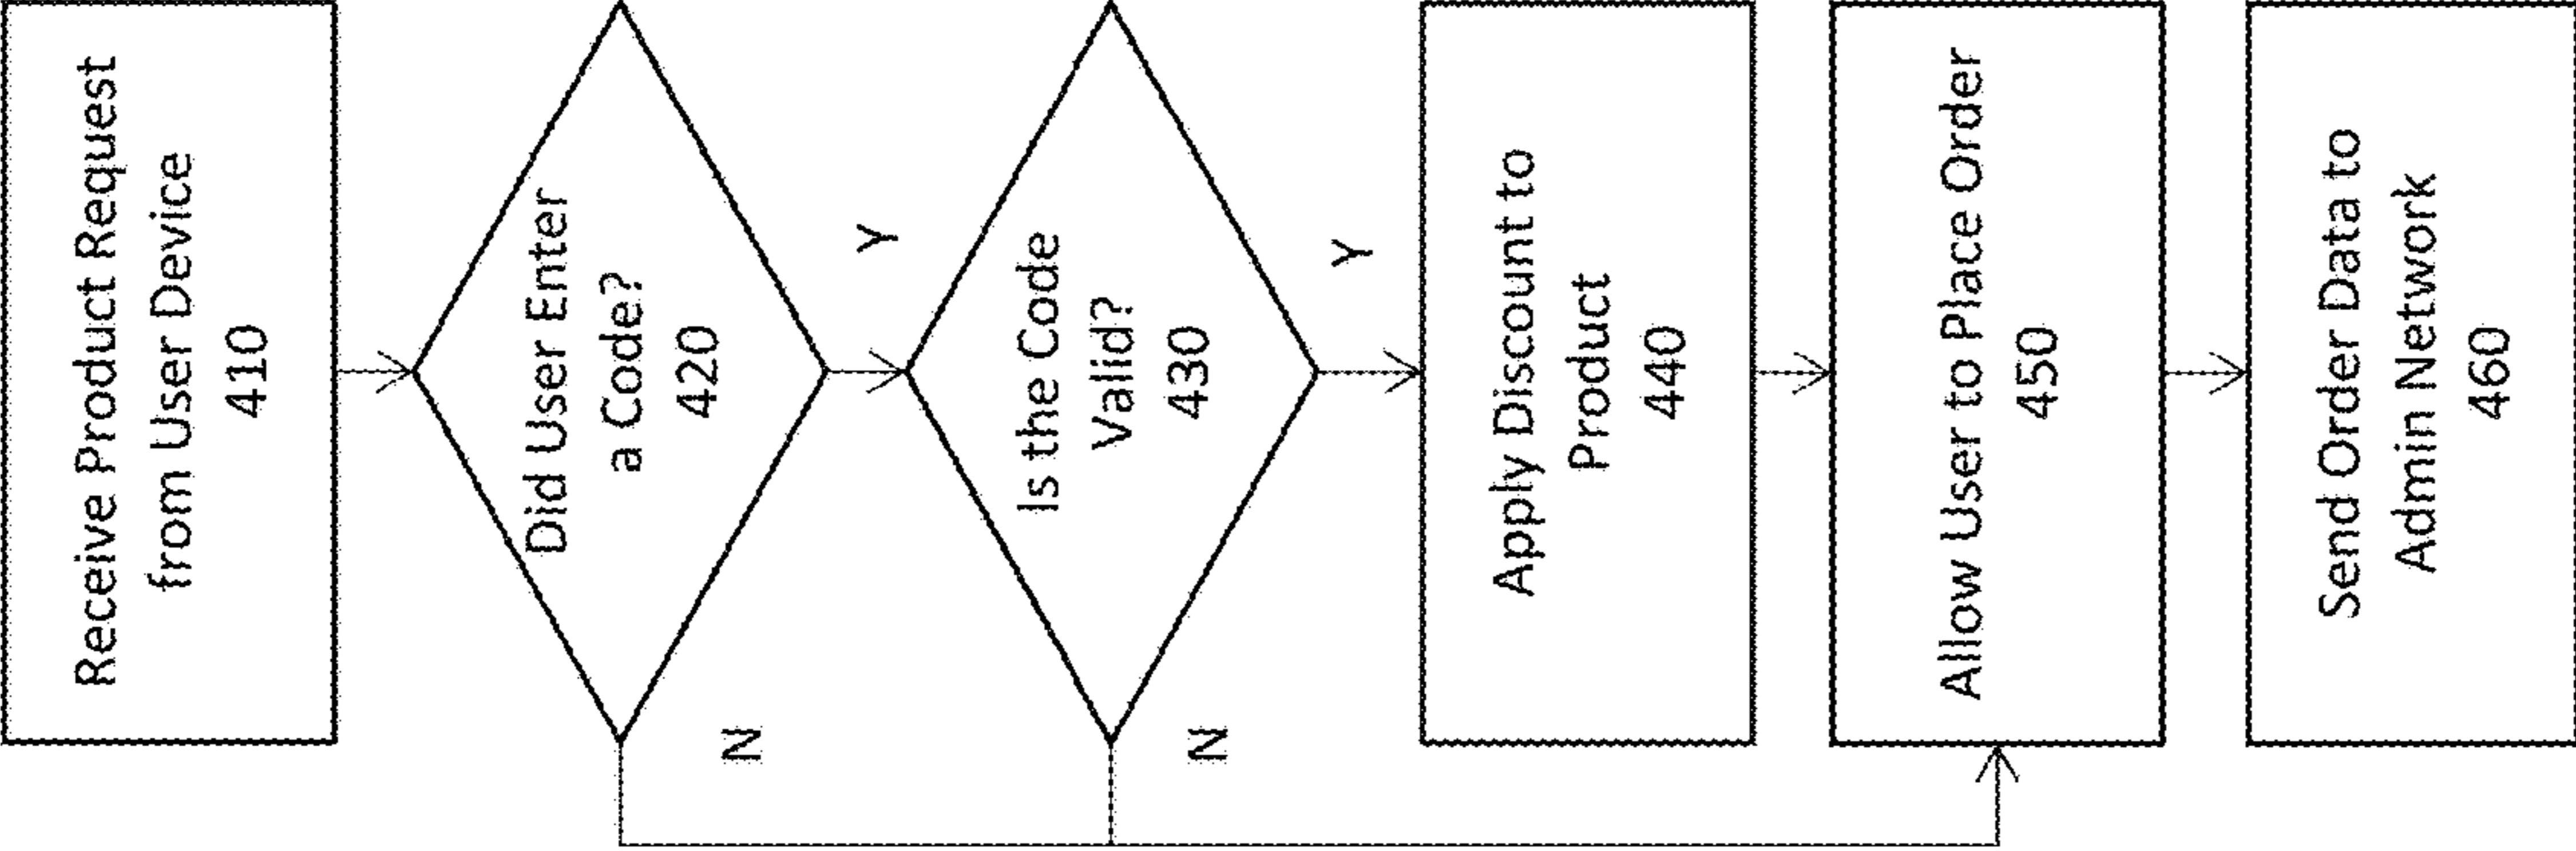 Receive Product Request
from User Device
410
Did User Enter
a Code?
420
Y
N
Is the Code
Valid?
430
Y
N
Apply Discount to
Product
440
Allow User to Place Order
450
Send Order Data to
Admin Network
460